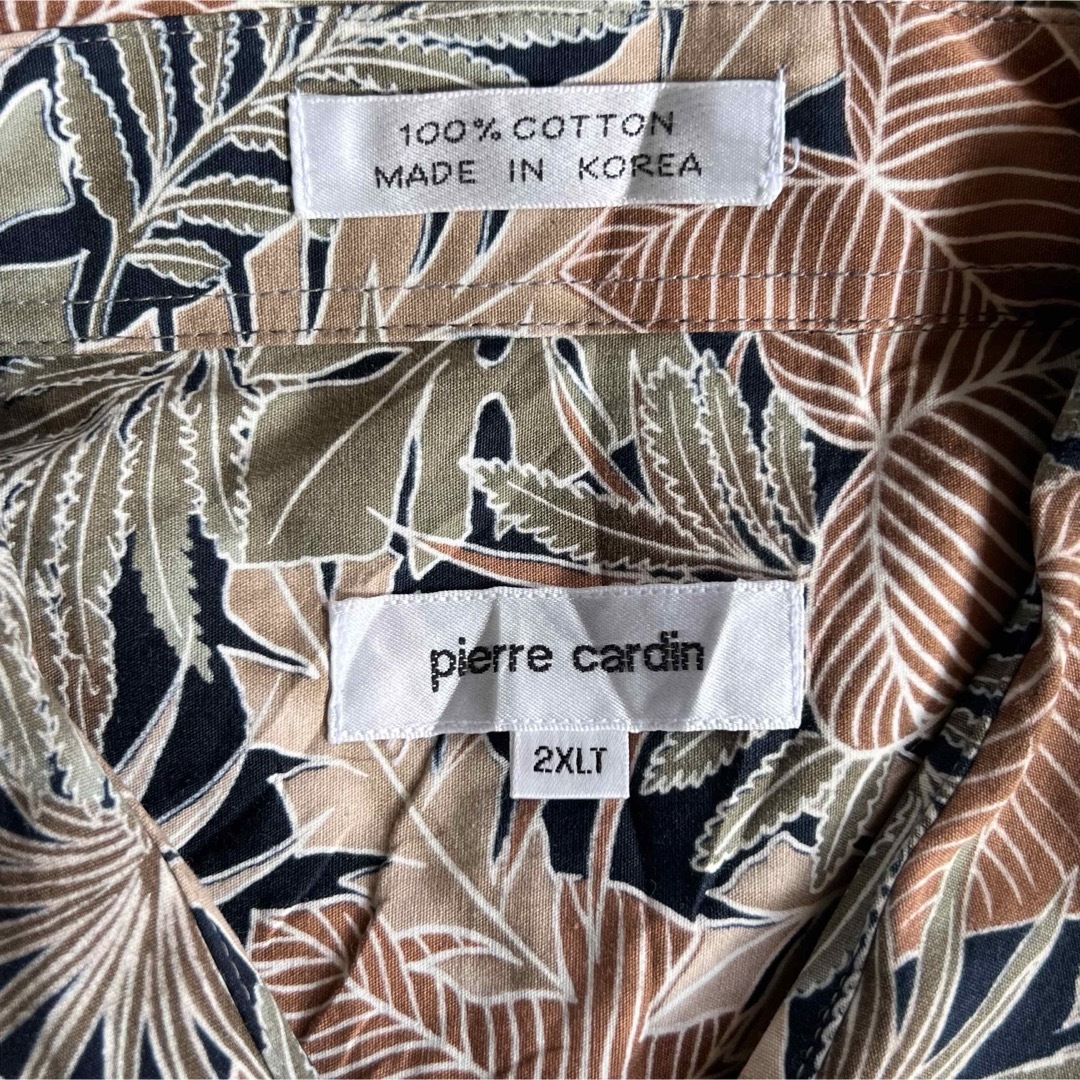 100% COTTON
MADE IN KOREA
pierre cardin
2XLT